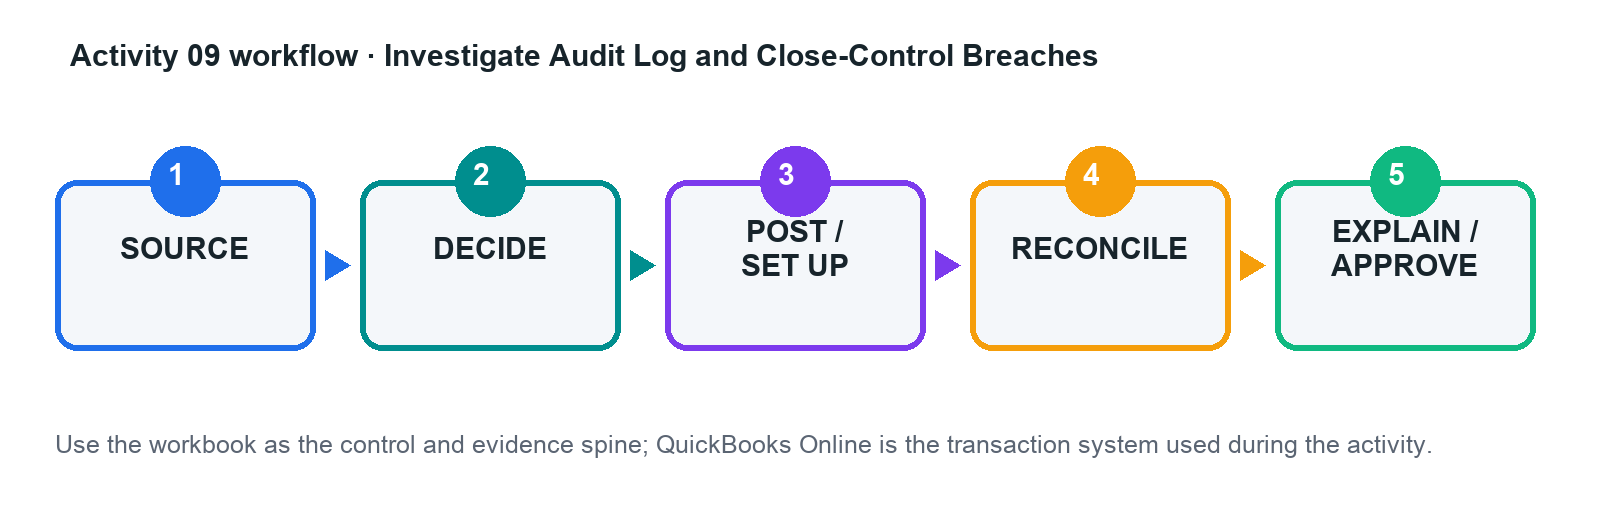 Activity 09 workflow · Investigate Audit Log and Close-Control Breaches
1
SOURCE
2
DECIDE
3
POST /
SET UP
4
RECONCILE
5
EXPLAIN /
APPROVE
Use the workbook as the control and evidence spine; QuickBooks Online is the transaction system used during the activity.